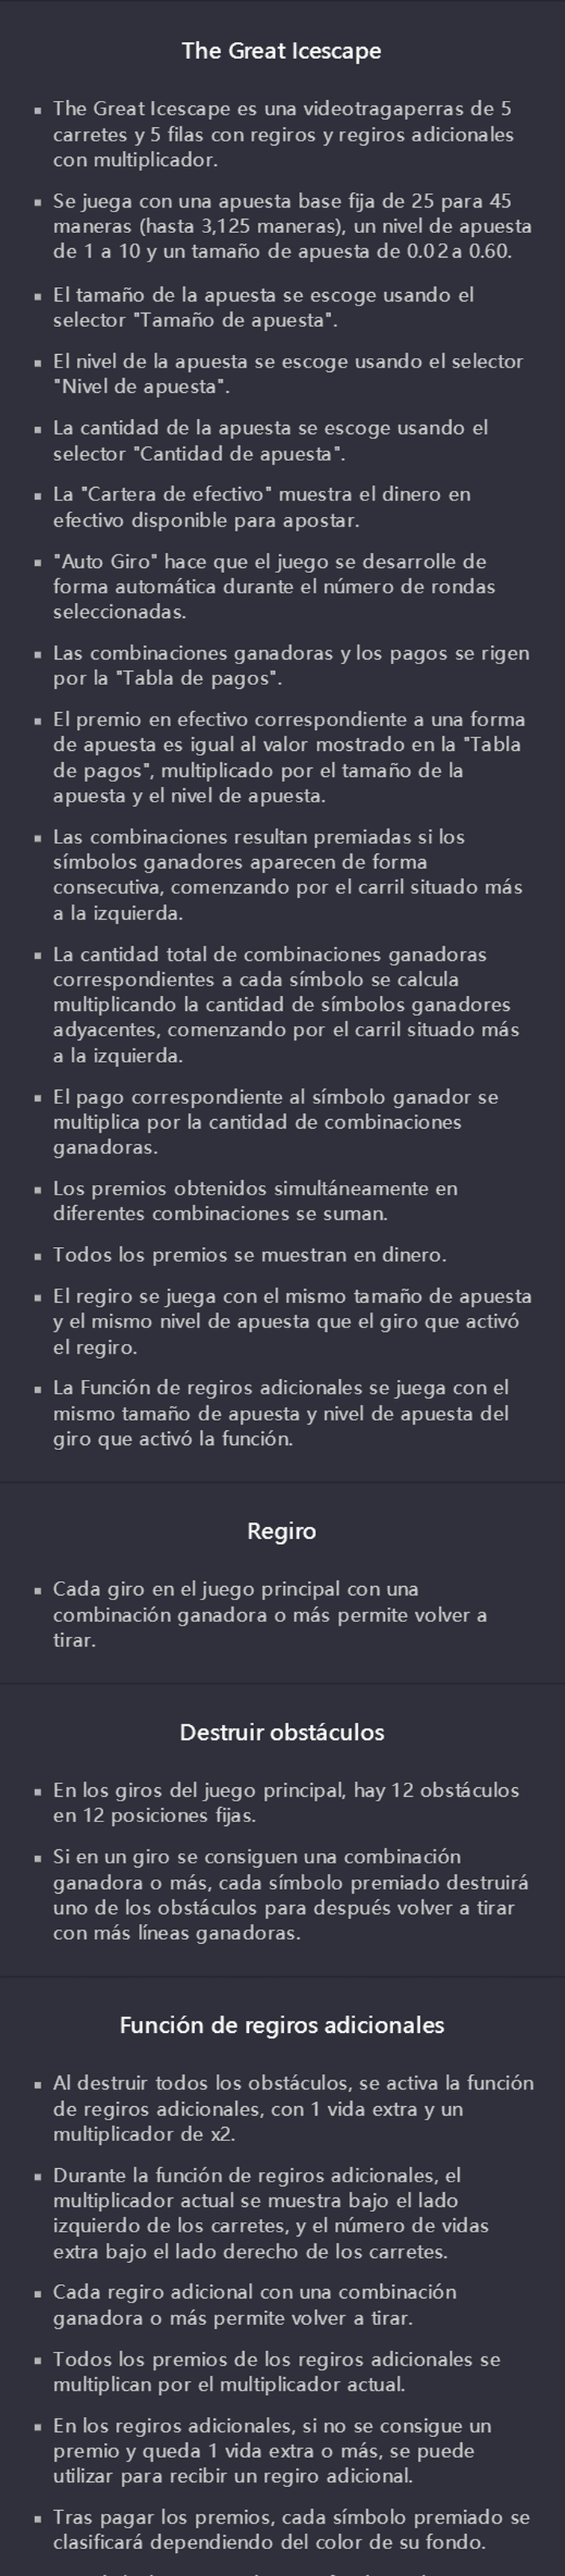 The Great Icescape
▪ The Great Icescape es una videotragaperras de 5
carretes y 5 filas con regiros y regiros adicionales
con multiplicador.
▪ Se juega con una apuesta base fija de 25 para 45
maneras (hasta 3,125 maneras), un nivel de apuesta
de 1 a 10 y un tamaño de apuesta de 0.02 a 0.60.
▪ El tamaño de la apuesta se escoge usando el
selector "Tamaño de apuesta".
▪ El nivel de la apuesta se escoge usando el selector
"Nivel de apuesta".
▪ La cantidad de la apuesta se escoge usando el
selector "Cantidad de apuesta".
▪ La "Cartera de efectivo" muestra el dinero en
efectivo disponible para apostar.
▪ "Auto Giro" hace que el juego se desarrolle de
forma automática durante el número de rondas
seleccionadas.
▪ Las combinaciones ganadoras y los pagos se rigen
por la "Tabla de pagos".
▪ El premio en efectivo correspondiente a una forma
de apuesta es igual al valor mostrado en la "Tabla
de pagos", multiplicado por el tamaño de la
apuesta y el nivel de apuesta.
▪ Las combinaciones resultan premiadas si los
símbolos ganadores aparecen de forma
consecutiva, comenzando por el carril situado más
a la izquierda.
▪ La cantidad total de combinaciones ganadoras
correspondientes a cada símbolo se calcula
multiplicando la cantidad de símbolos ganadores
adyacentes, comenzando por el carril situado más
a la izquierda.
▪ El pago correspondiente al símbolo ganador se
multiplica por la cantidad de combinaciones
ganadoras.
▪ Los premios obtenidos simultáneamente en
diferentes combinaciones se suman.
▪ Todos los premios se muestran en dinero.
▪ El regiro se juega con el mismo tamaño de apuesta
y el mismo nivel de apuesta que el giro que activó
el regiro.
▪ La Función de regiros adicionales se juega con el
mismo tamaño de apuesta y nivel de apuesta del
giro que activó la función.
Regiro
▪ Cada giro en el juego principal con una
combinación ganadora o más permite volver a
tirar.
Destruir obstáculos
▪ En los giros del juego principal, hay 12 obstáculos
en 12 posiciones fijas.
▪ Si en un giro se consiguen una combinación
ganadora o más, cada símbolo premiado destruirá
uno de los obstáculos para después volver a tirar
con más líneas ganadoras.
Función de regiros adicionales
▪ Al destruir todos los obstáculos, se activa la función
de regiros adicionales, con 1 vida extra y un
multiplicador de x2.
▪ Durante la función de regiros adicionales, el
multiplicador actual se muestra bajo el lado
izquierdo de los carretes, y el número de vidas
extra bajo el lado derecho de los carretes.
▪ Cada regiro adicional con una combinación
ganadora o más permite volver a tirar.
▪ Todos los premios de los regiros adicionales se
multiplican por el multiplicador actual.
▪ En los regiros adicionales, si no se consigue un
premio y queda 1 vida extra o más, se puede
utilizar para recibir un regiro adicional.
▪ Tras pagar los premios, cada símbolo premiado se
clasificará dependiendo del color de su fondo.